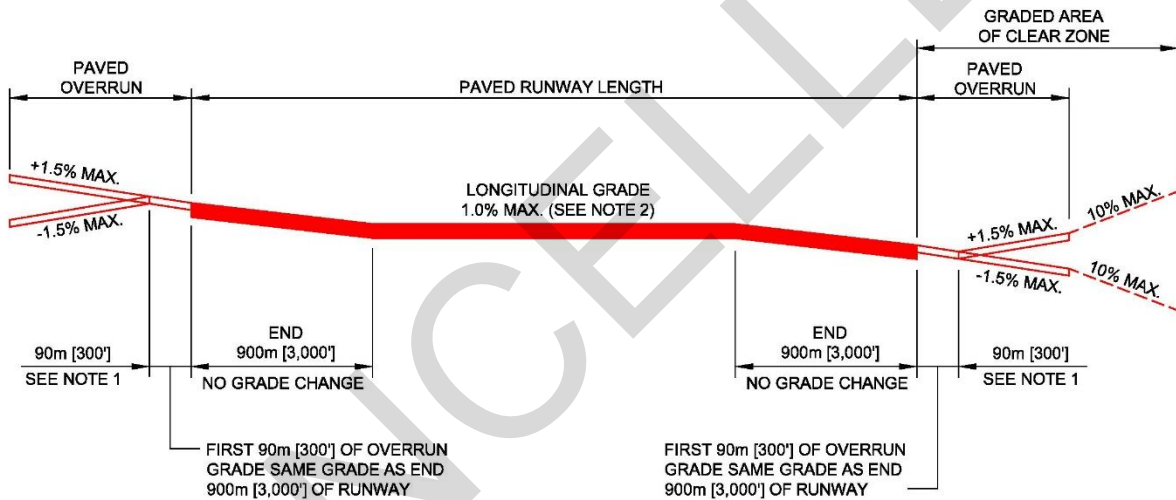 GRADED AREA
OF CLEAR ZONE
PAVED
OVERRUN
PAVED RUNWAY LENGTH
PAVED
OVERRUN
+1.5% MAX.
-1.5% MAX.
LONGITUDINAL GRADE
1.0% MAX. (SEE NOTE 2)
+1.5% MAX.
-1.5% MAX.
10% MAX.
10% MAX.
90m [300']
SEE NOTE 1
END
900m [3,000']
NO GRADE CHANGE
END
900m [3,000']
NO GRADE CHANGE
90m [300']
SEE NOTE 1
FIRST 90m [300'] OF OVERRUN
GRADE SAME GRADE AS END
900m [3,000'] OF RUNWAY
FIRST 90m [300'] OF OVERRUN
GRADE SAME GRADE AS END
900m [3,000'] OF RUNWAY
NCELL